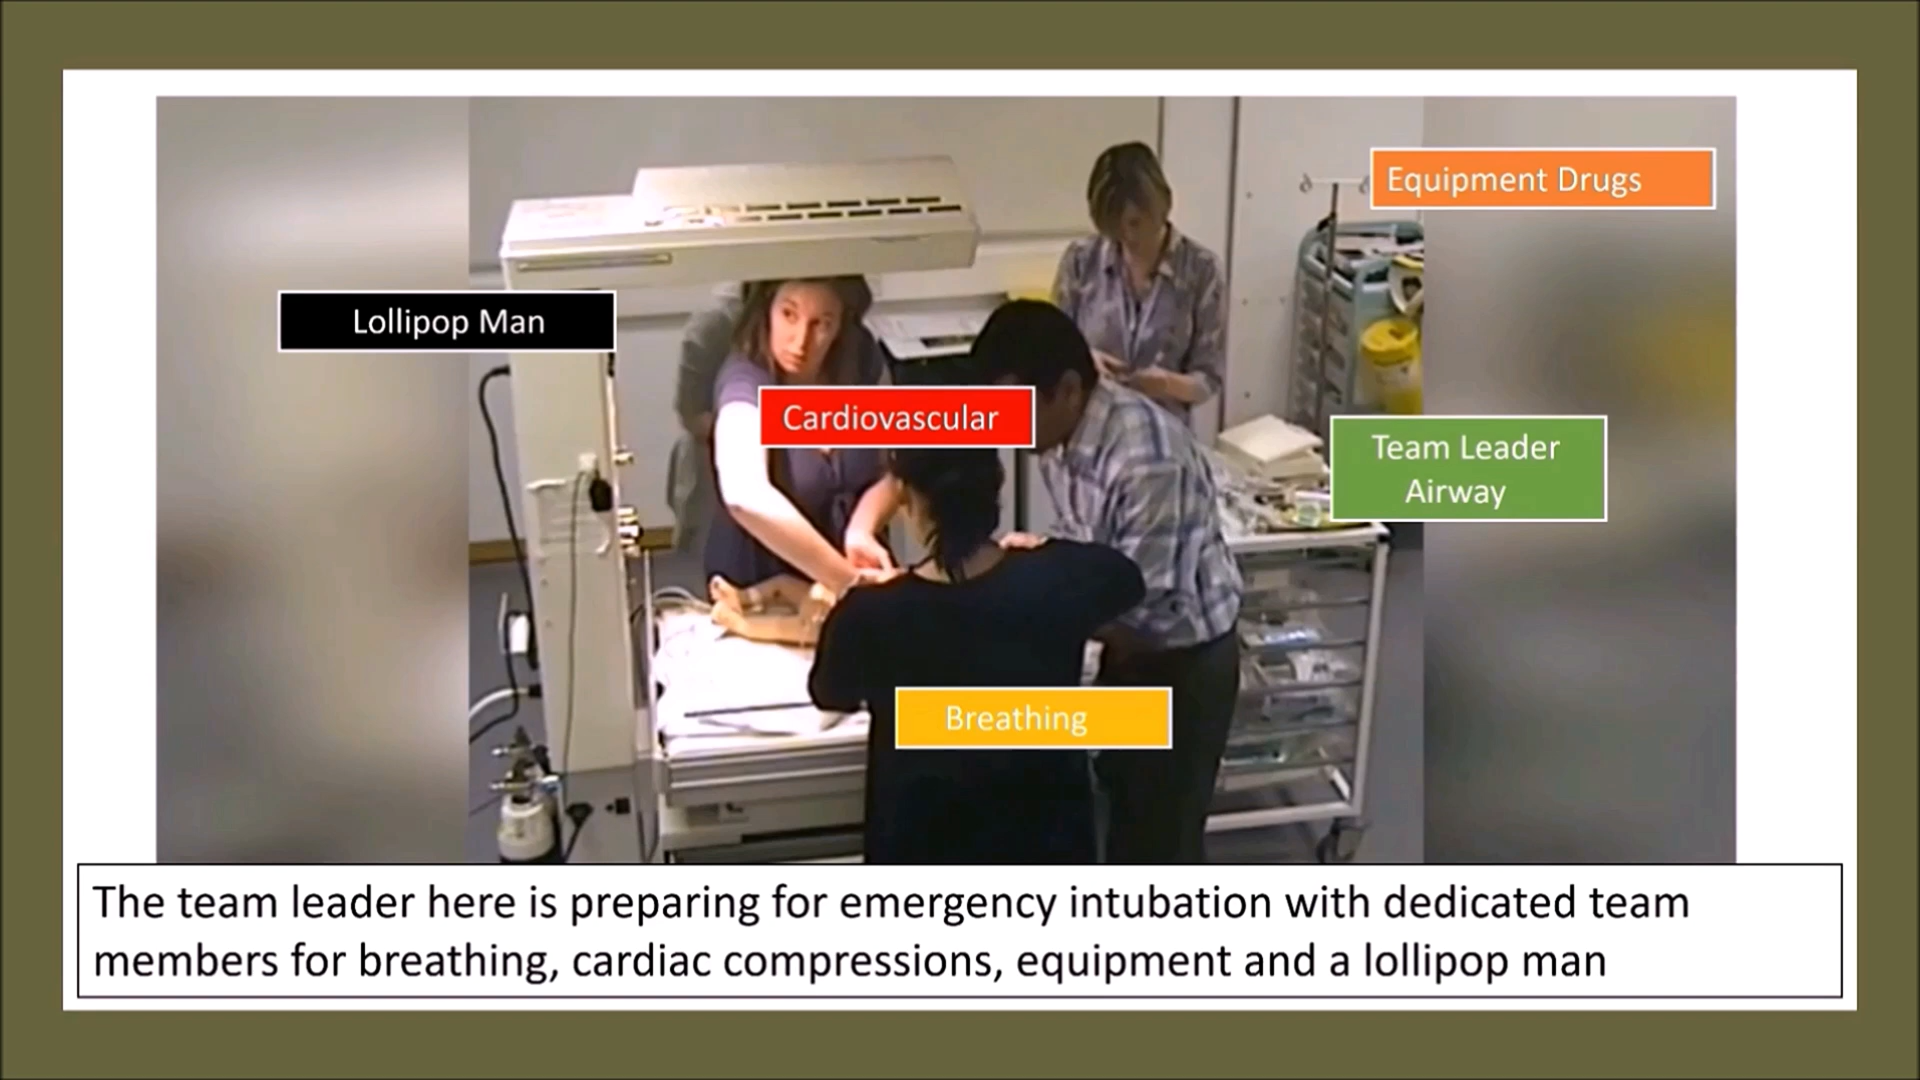 Equipment Drugs
Lollipop Man
Cardiovascular
Team Leader
Airway
Breathing
The team leader here is preparing for emergency intubation with dedicated team
members for breathing, cardiac compressions, equipment and a lollipop man